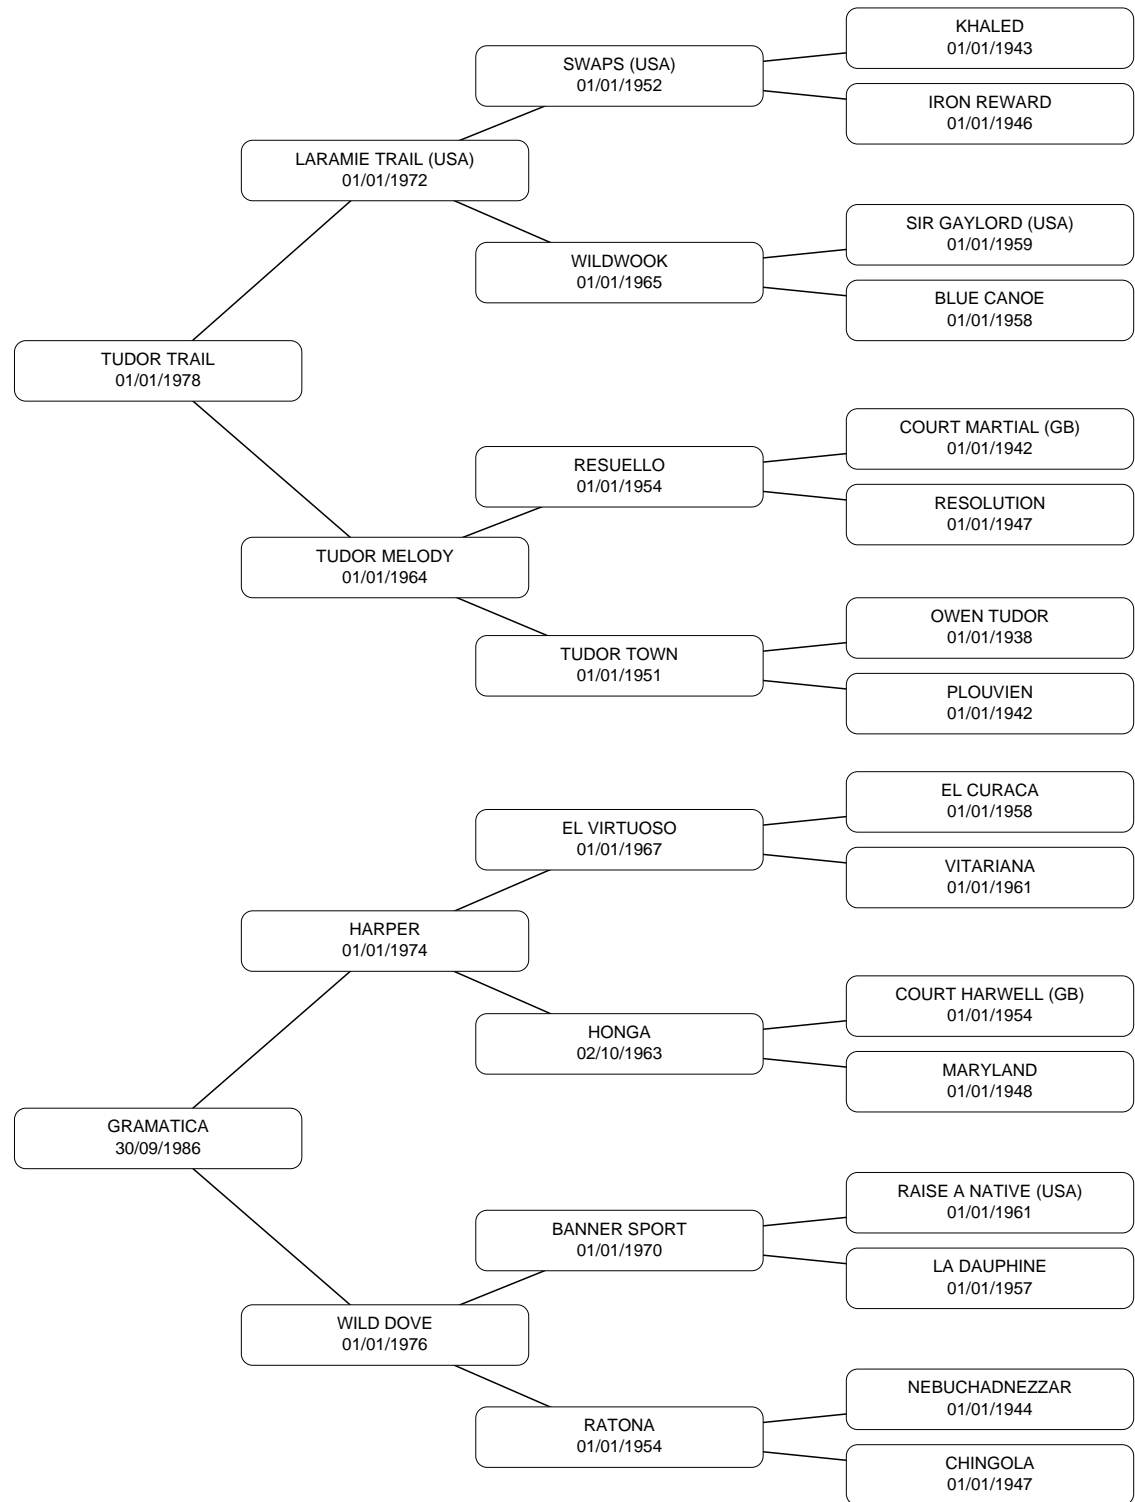 KHALED
01/01/1943
SWAPS (USA)
01/01/1952
IRON REWARD
01/01/1946
LARAMIE TRAIL (USA)
01/01/1972
SIR GAYLORD (USA)
01/01/1959
WILDWOOK
01/01/1965
BLUE CANOE
01/01/1958
TUDOR TRAIL
01/01/1978
COURT MARTIAL (GB)
01/01/1942
RESUELLO
01/01/1954
RESOLUTION
01/01/1947
TUDOR MELODY
01/01/1964
OWEN TUDOR
01/01/1938
TUDOR TOWN
01/01/1951
PLOUVIEN
01/01/1942
EL CURACA
01/01/1958
EL VIRTUOSO
01/01/1967
VITARIANA
01/01/1961
HARPER
01/01/1974
COURT HARWELL (GB)
01/01/1954
HONGA
02/10/1963
MARYLAND
01/01/1948
GRAMATICA
30/09/1986
RAISE A NATIVE (USA)
01/01/1961
BANNER SPORT
01/01/1970
LA DAUPHINE
01/01/1957
WILD DOVE
01/01/1976
NEBUCHADNEZZAR
01/01/1944
RATONA
01/01/1954
CHINGOLA
01/01/1947